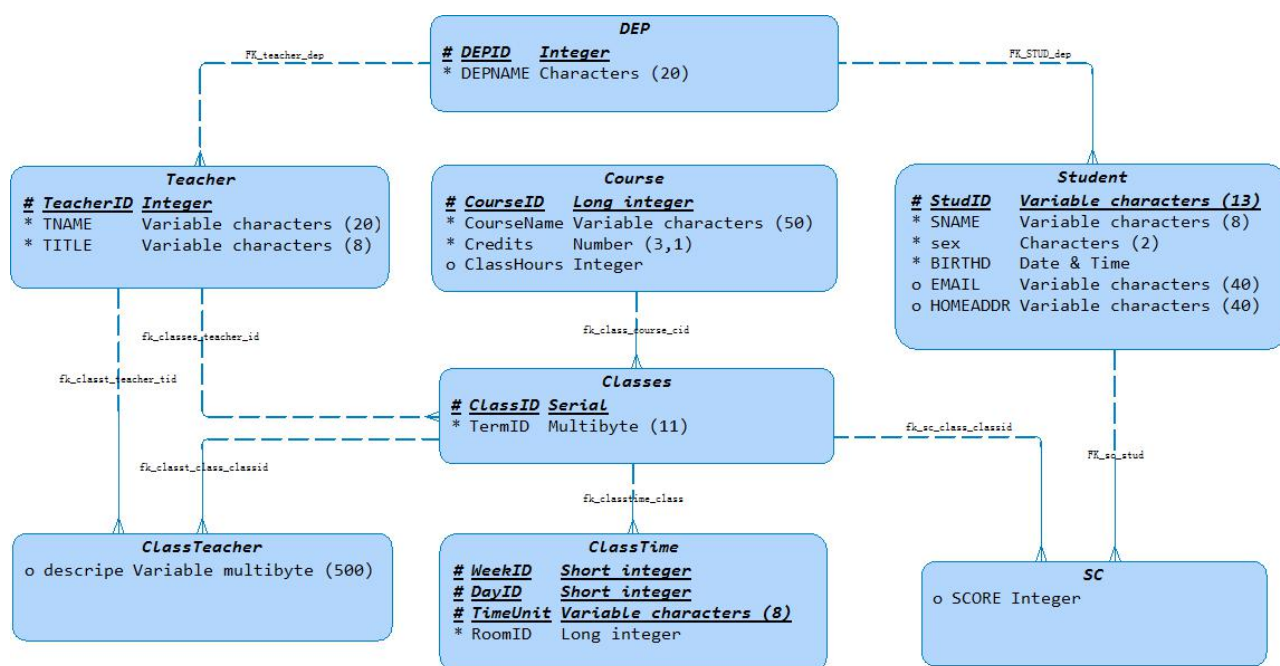 DEP
# DEPID Integer
* DEPNAME Characters (20)
FK_teacher_dep
FK_STUD_dep
Teacher
# TeacherID Integer
* TNAME Variable characters (20)
* TITLE Variable characters (8)
Course
# CourseID Long integer
* CourseName Variable characters (50)
* Credits Number (3,1)
o ClassHours Integer
Student
# StudID Variable characters (13)
* SNAME Variable characters (8)
* sex Characters (2)
* BIRTHD Date & Time
o EMAIL Variable characters (40)
o HOMEADDR Variable characters (40)
fk_classes_teacher_id
fk_class_course_cid
fk_classt_teacher_tid
Classes
# ClassID Serial
* TermID Multibyte (11)
fk_sc_class_classid
fk_classt_class_classid
FK_sc_stud
fk_classtime_class
ClassTeacher
o descripe Variable multibyte (500)
ClassTime
# WeekID Short integer
# DayID Short integer
# TimeUnit Variable characters (8)
* RoomID Long integer
SC
o SCORE Integer